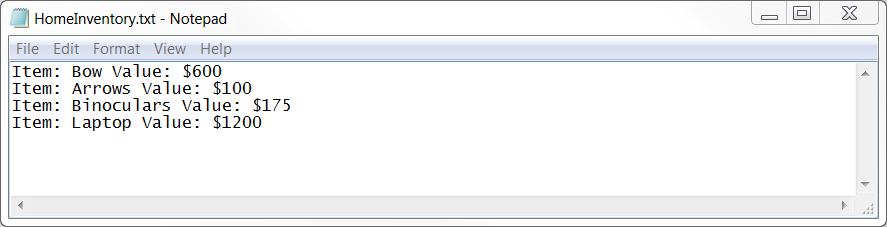 HomeInventory.txt - Notepad
File Edit Format View Help
Item: Bow Value: $600
Item: Arrows Value: $100
Item: Binoculars Value: $175
Item: Laptop Value: $1200